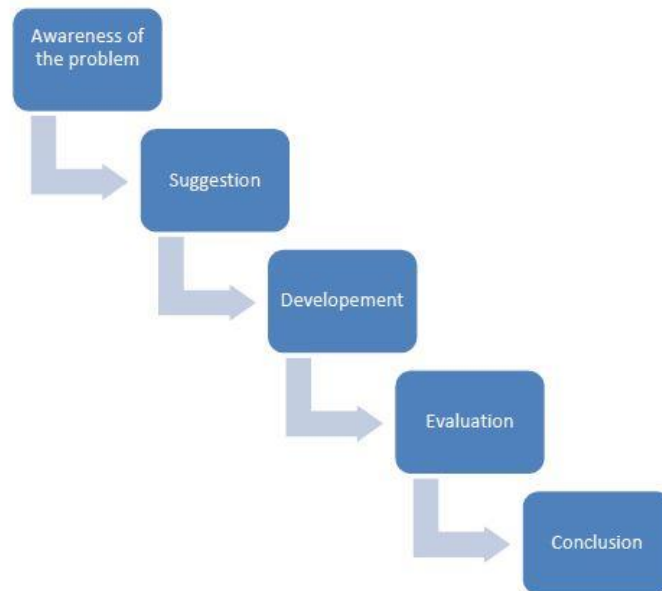 Awareness of
the problem
Suggestion
Developement
Evaluation
Conclusion